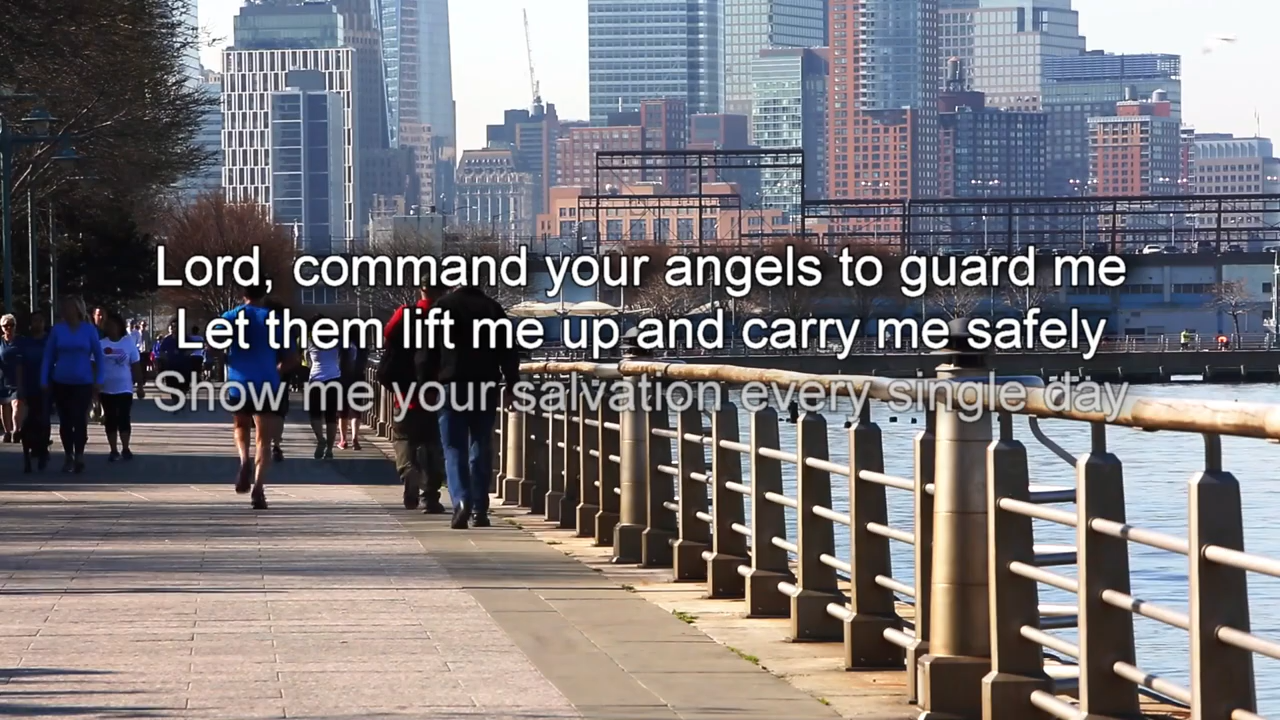 Lord, command your angels to guard me
Let them lift me up and carry me safely
Show me your salvation every single day